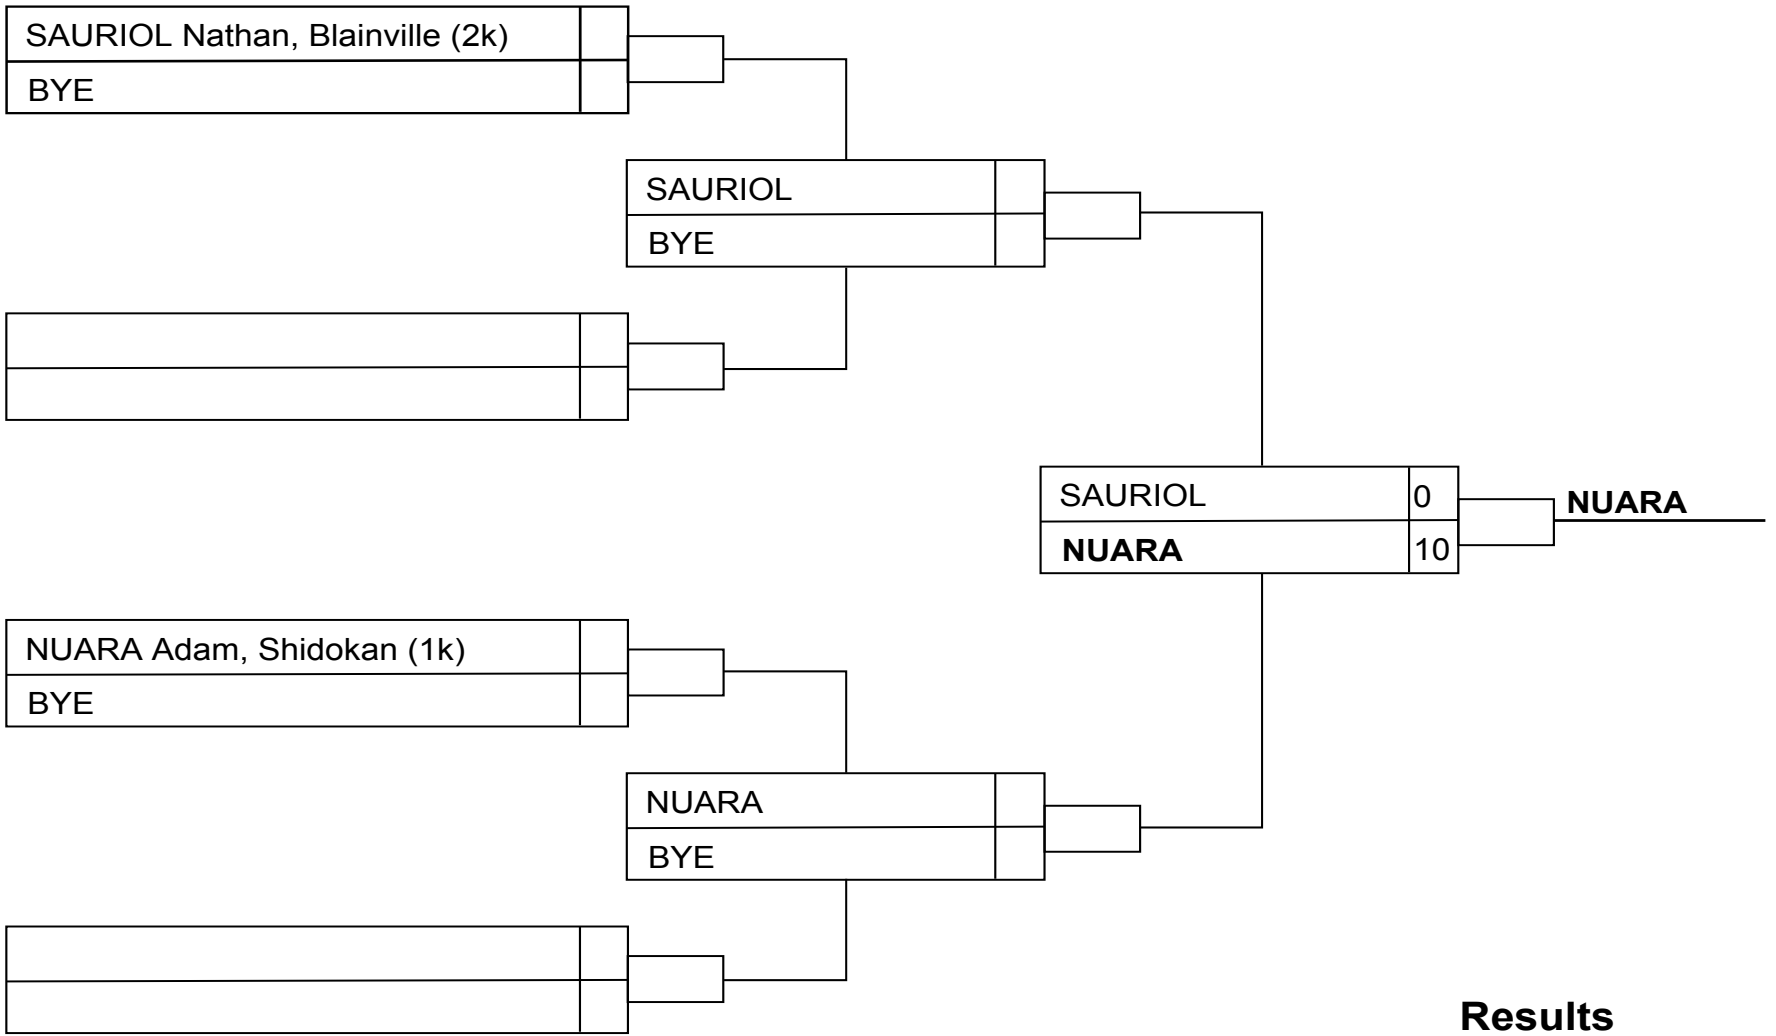 SAURIOL Nathan, Blainville (2k)
BYE
SAURIOL
BYE
SAURIOL 0
NUARA 10
NUARA
NUARA Adam, Shidokan (1k)
BYE
NUARA
BYE
Results